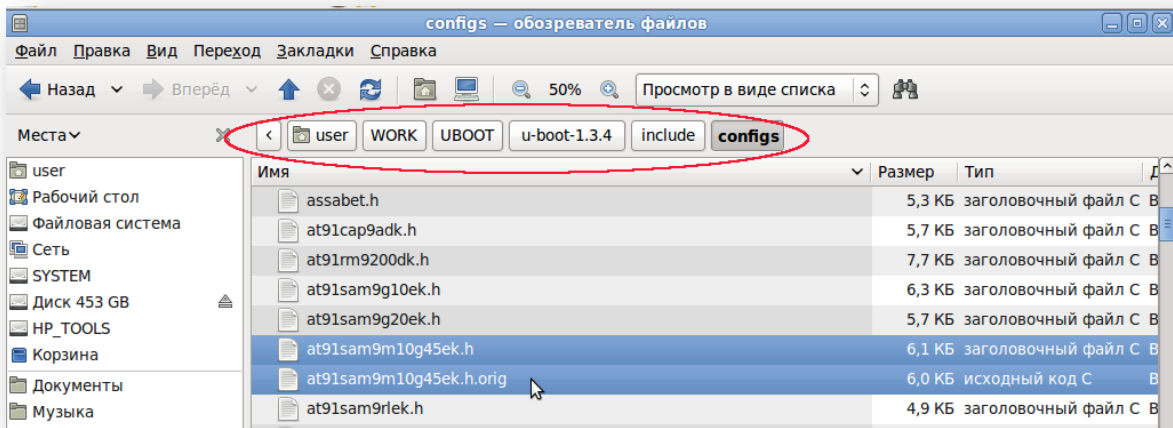 configs — обозреватель файлов
Файл Правка Вид Переход Закладки Справка
Назад Вперёд 50% Просмотр в виде списка
Места user WORK UBOOT u-boot-1.3.4 include configs
user Имя Размер Тип Д
Рабочий стол assabet.h 5,3 КБ заголовочный файл C В
Файловая система at91cap9adk.h 5,7 КБ заголовочный файл C В
Сеть at91rm9200dk.h 7,7 КБ заголовочный файл C В
SYSTEM at91sam9g10ek.h 6,3 КБ заголовочный файл C В
Диск 453 GB at91sam9g20ek.h 5,7 КБ заголовочный файл C В
HP_TOOLS at91sam9m10g45ek.h 6,1 КБ заголовочный файл C В
Корзина at91sam9m10g45ek.h.orig 6,0 КБ исходный код C В
Документы at91sam9rlek.h 4,9 КБ заголовочный файл C В
Музыка